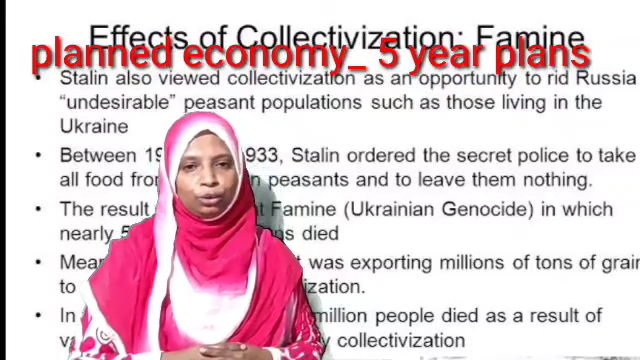 Effects of Collectivization: Famine
planned economy_ 5 year plans
• Stalin also viewed collectivization as an opportunity to rid Russia
"undesirable" peasant populations such as those living in the
Ukraine
• Between 19 933, Stalin ordered the secret police to take
all food from peasants and to leave them nothing.
• The result Famine (Ukrainian Genocide) in which
nearly died
• was exporting millions of tons of grain
to
• In million people died as a result of
collectivization